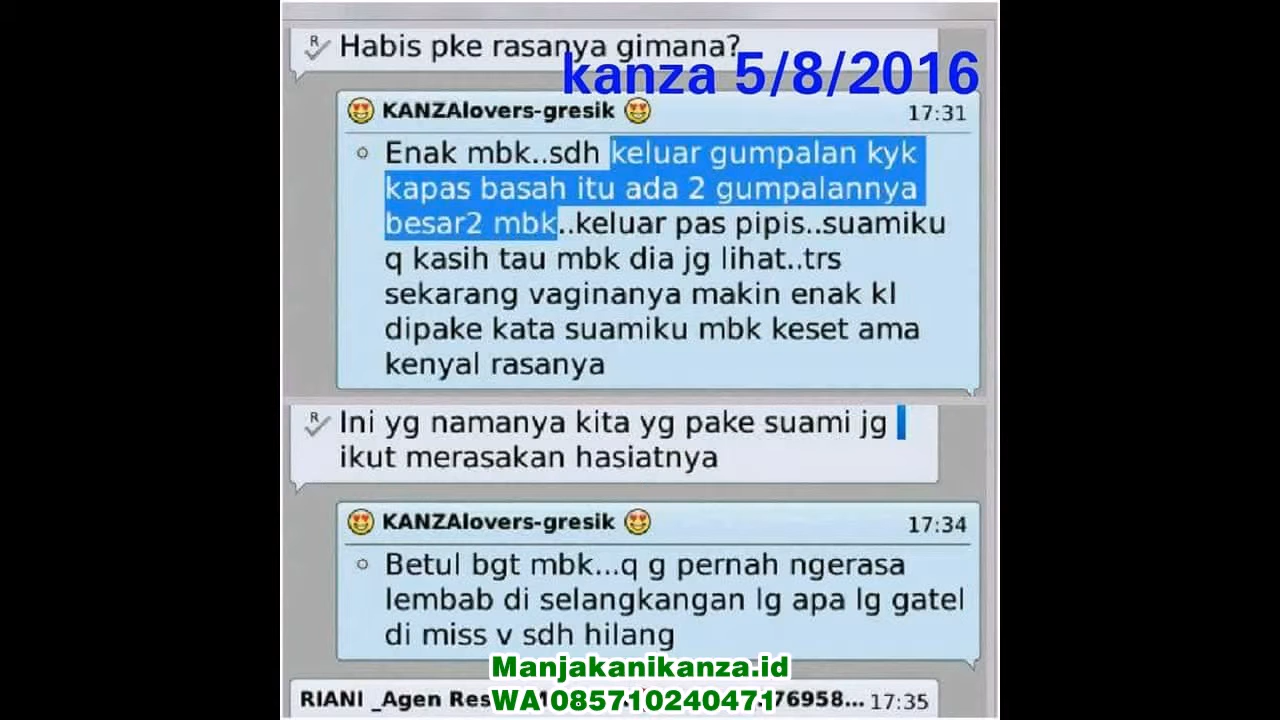 Habis pke rasanya gimana?
kanza 5/8/2016
KANZAlovers-gresik 17:31
Enak mbk..sdh keluar gumpalan kyk
kapas basah itu ada 2 gumpalannya
besar2 mbk..keluar pas pipis..suamiku
q kasih tau mbk dia jg lihat..trs
sekarang vaginanya makin enak kl
dipake kata suamiku mbk keset ama
kenyal rasanya
Ini yg namanya kita yg pake suami jg
ikut merasakan hasiatnya
KANZAlovers-gresik 17:34
Betul bgt mbk...q g pernah ngerasa
lembab di selangkangan lg apa lg gatel
di miss v sdh hilang
Manjakanikanza.id
RIANI _Agen Res 76958... 17:35
WA 085710240471